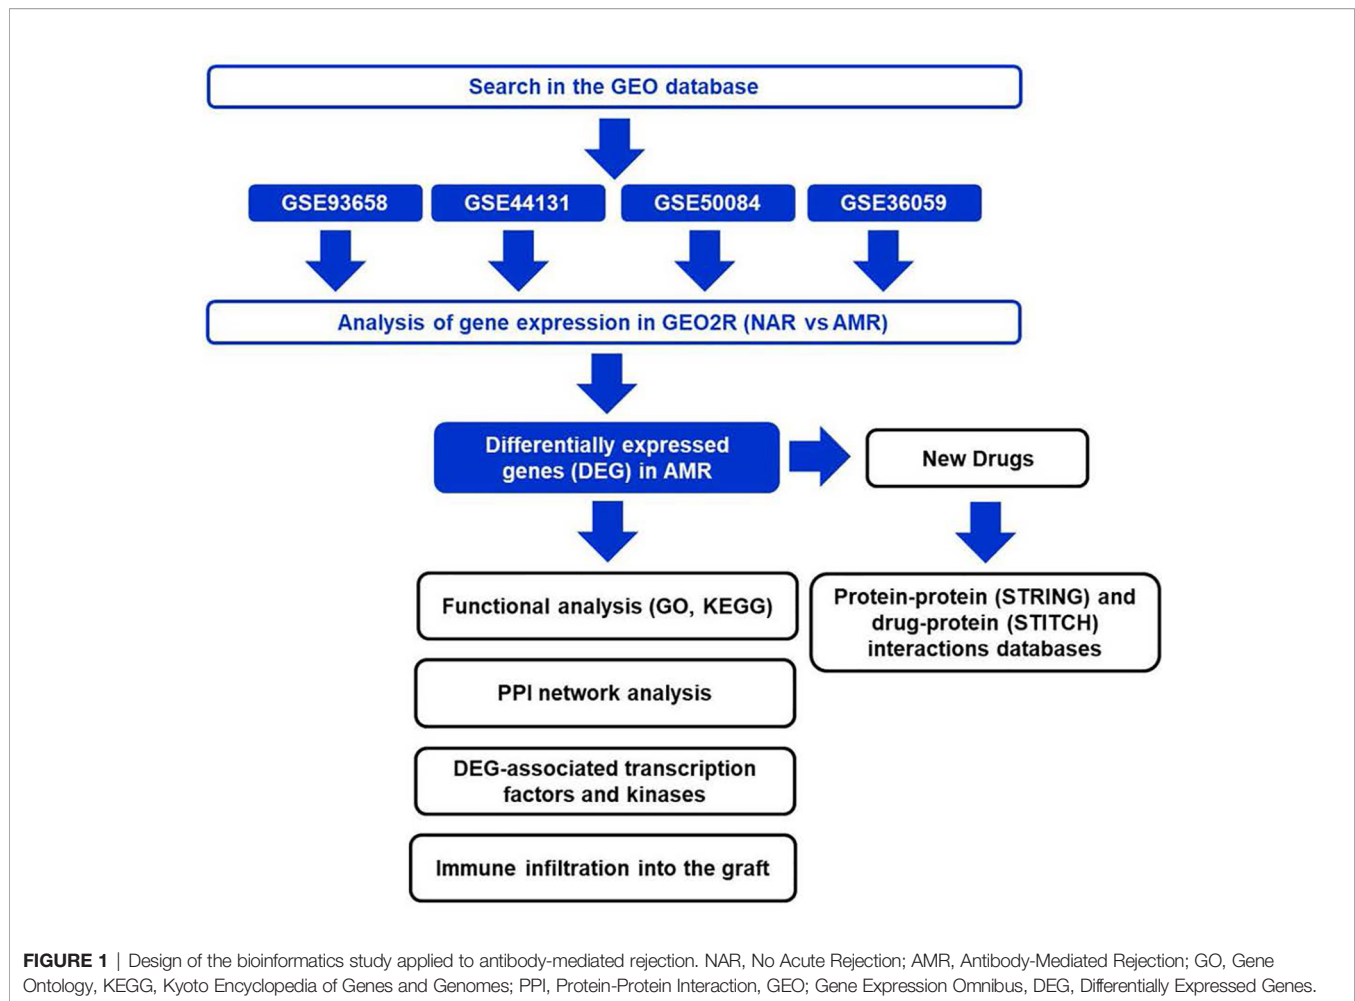 Search in the GEO database
GSE93658 GSE44131 GSE50084 GSE36059
Analysis of gene expression in GEO2R (NAR vs AMR)
Differentially expressed
genes (DEG) in AMR
New Drugs
Functional analysis (GO, KEGG)
Protein-protein (STRING) and
drug-protein (STITCH)
interactions databases
PPI network analysis
DEG-associated transcription
factors and kinases
Immune infiltration into the graft
FIGURE 1 | Design of the bioinformatics study applied to antibody-mediated rejection. NAR, No Acute Rejection; AMR, Antibody-Mediated Rejection; GO, Gene
Ontology, KEGG, Kyoto Encyclopedia of Genes and Genomes; PPI, Protein-Protein Interaction, GEO; Gene Expression Omnibus, DEG, Differentially Expressed Genes.